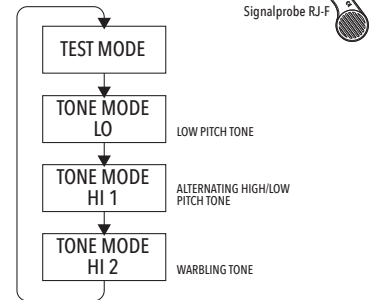 Signalprobe RJ-F
TEST MODE
TONE MODE
LO
LOW PITCH TONE
TONE MODE
HI 1
ALTERNATING HIGH/LOW
PITCH TONE
TONE MODE
HI 2
WARBLING TONE